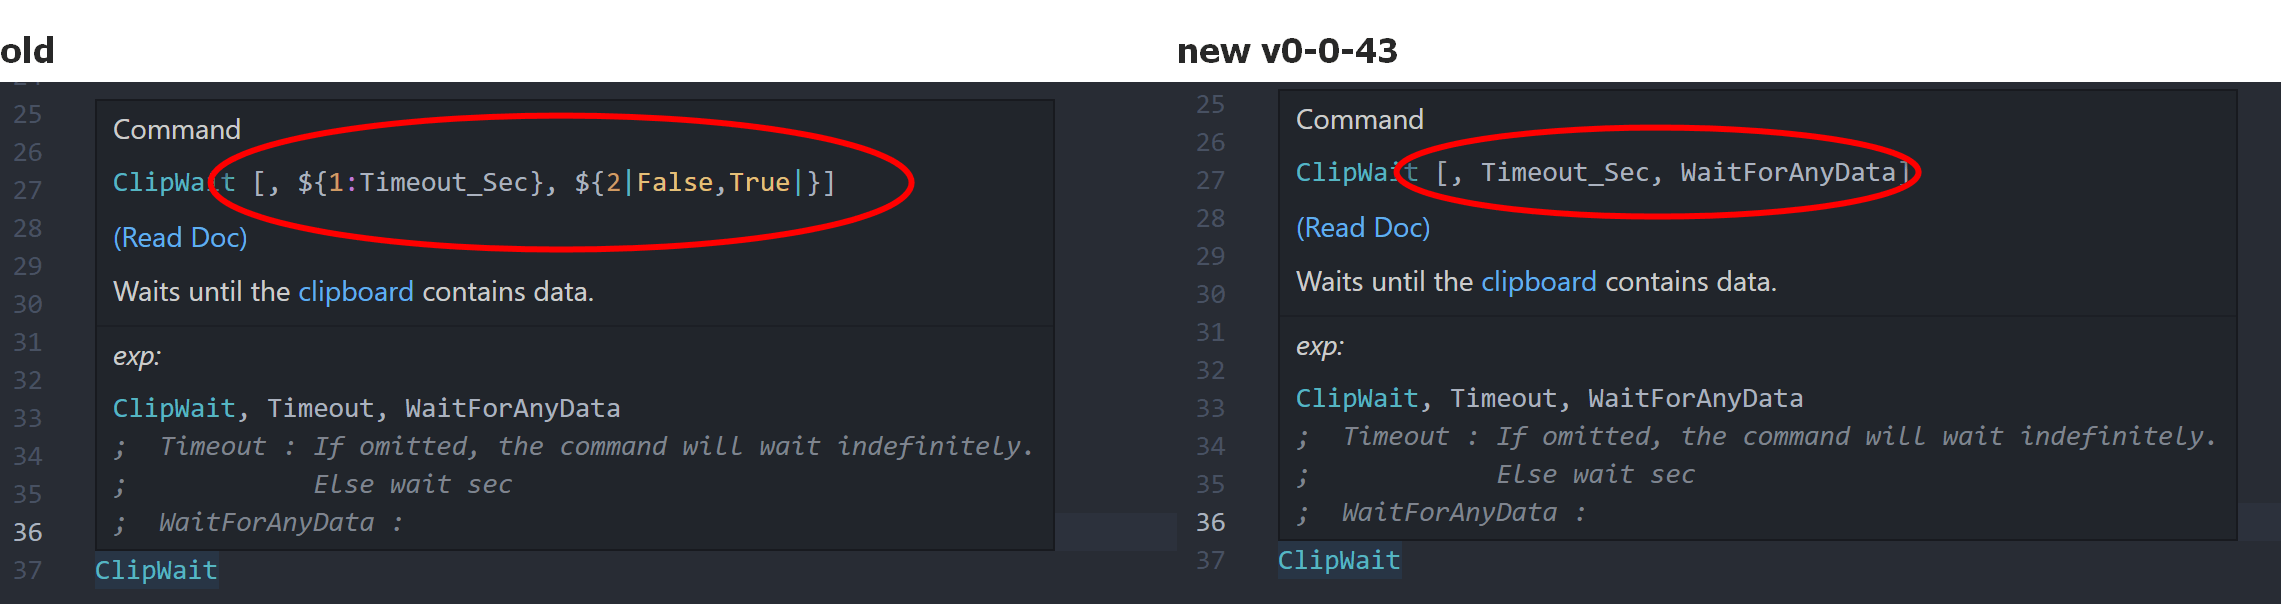 old
25
26
27
28
29
30
31
32
33
34
35
36
37
Command
ClipWait [, ${1:Timeout_Sec}, ${2|False,True|}]
(Read Doc)
Waits until the clipboard contains data.
exp:
ClipWait, Timeout, WaitForAnyData
;  Timeout : If omitted, the command will wait indefinitely.
;            Else wait sec
;  WaitForAnyData :
ClipWait
new v0-0-43
25
26
27
28
29
30
31
32
33
34
35
36
37
Command
ClipWait [, Timeout_Sec, WaitForAnyData]
(Read Doc)
Waits until the clipboard contains data.
exp:
ClipWait, Timeout, WaitForAnyData
;  Timeout : If omitted, the command will wait indefinitely.
;            Else wait sec
;  WaitForAnyData :
ClipWait